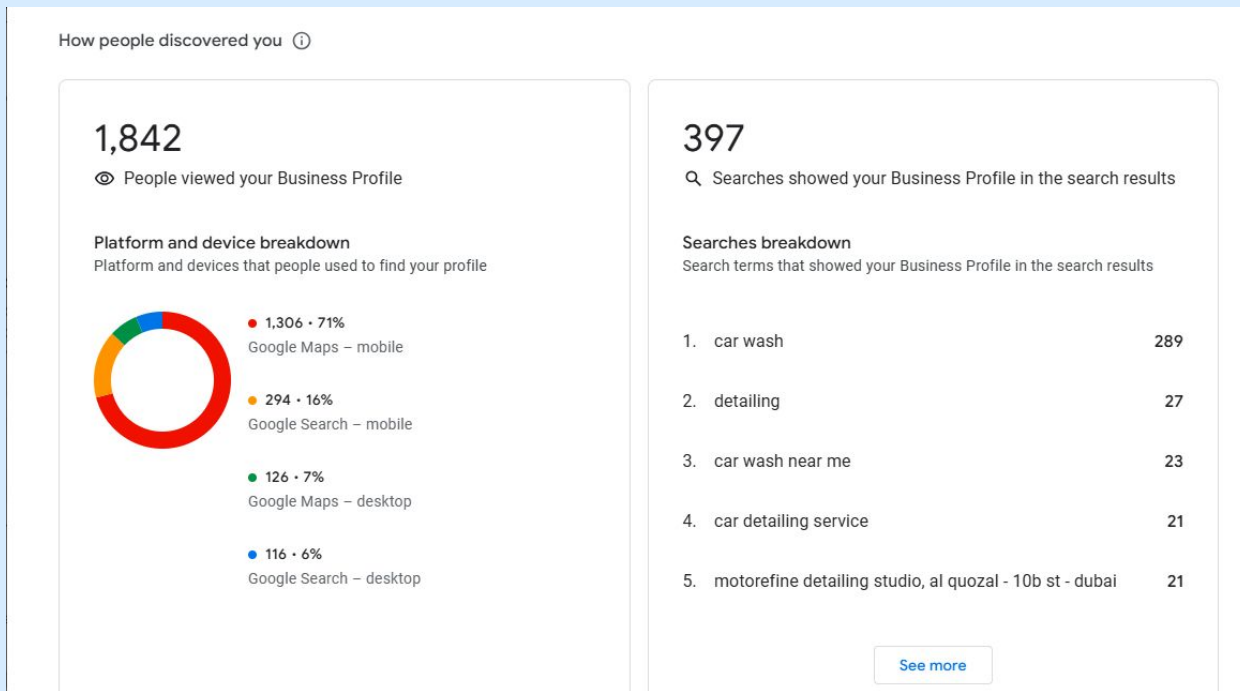 How people discovered you
1,842
People viewed your Business Profile
Platform and device breakdown
Platform and devices that people used to find your profile
1,306 • 71%
Google Maps – mobile
294 • 16%
Google Search – mobile
126 • 7%
Google Maps – desktop
116 • 6%
Google Search – desktop
397
Searches showed your Business Profile in the search results
Searches breakdown
Search terms that showed your Business Profile in the search results
1. car wash 289
2. detailing 27
3. car wash near me 23
4. car detailing service 21
5. motorefine detailing studio, al quozal - 10b st - dubai 21
See more